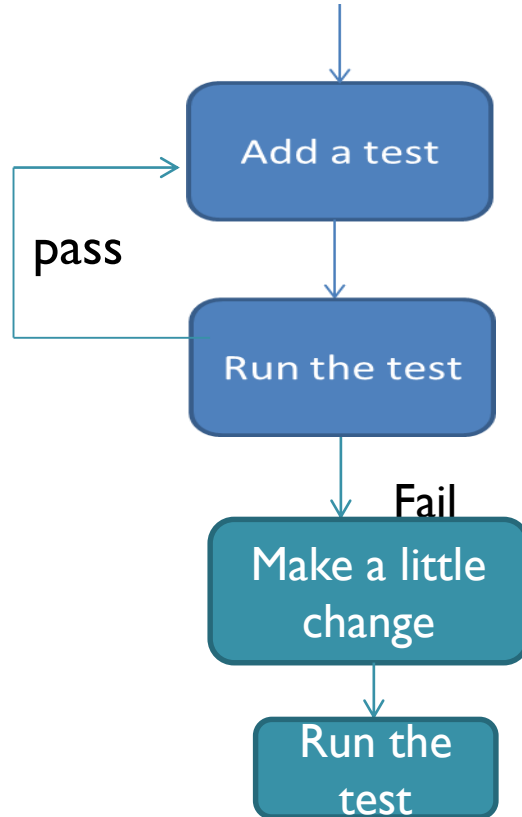 Add a test
pass
Run the test
Fail
Make a little
change
Run the
test